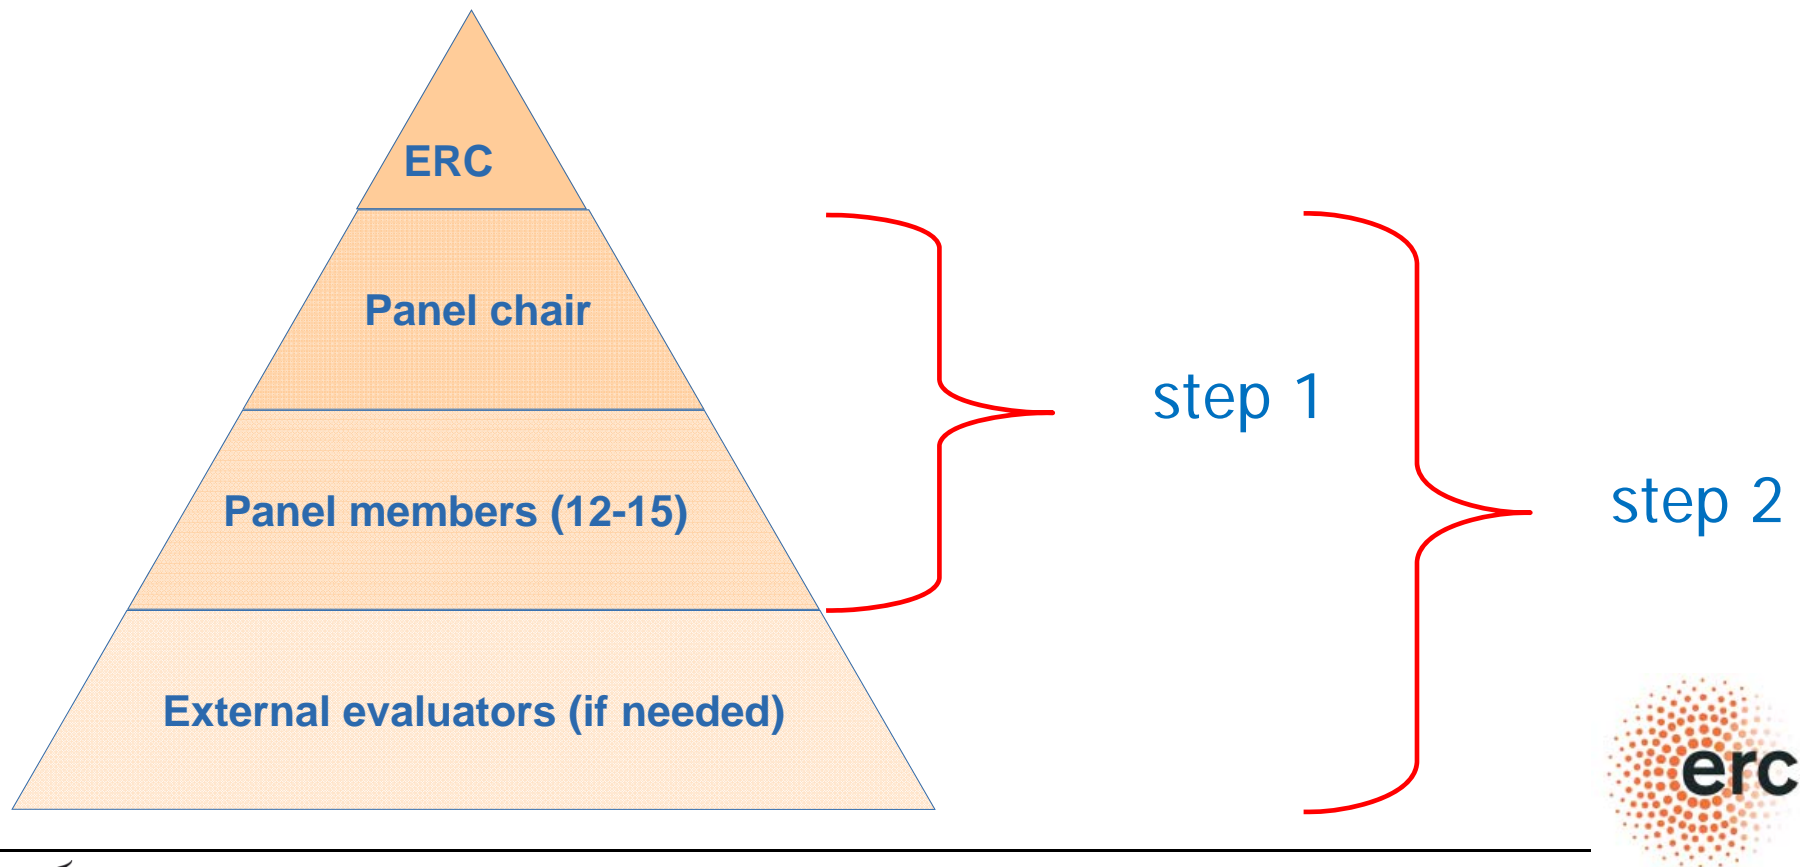 ERC
Panel chair
step 1
step 2
Panel members (12-15)
External evaluators (if needed)
erc